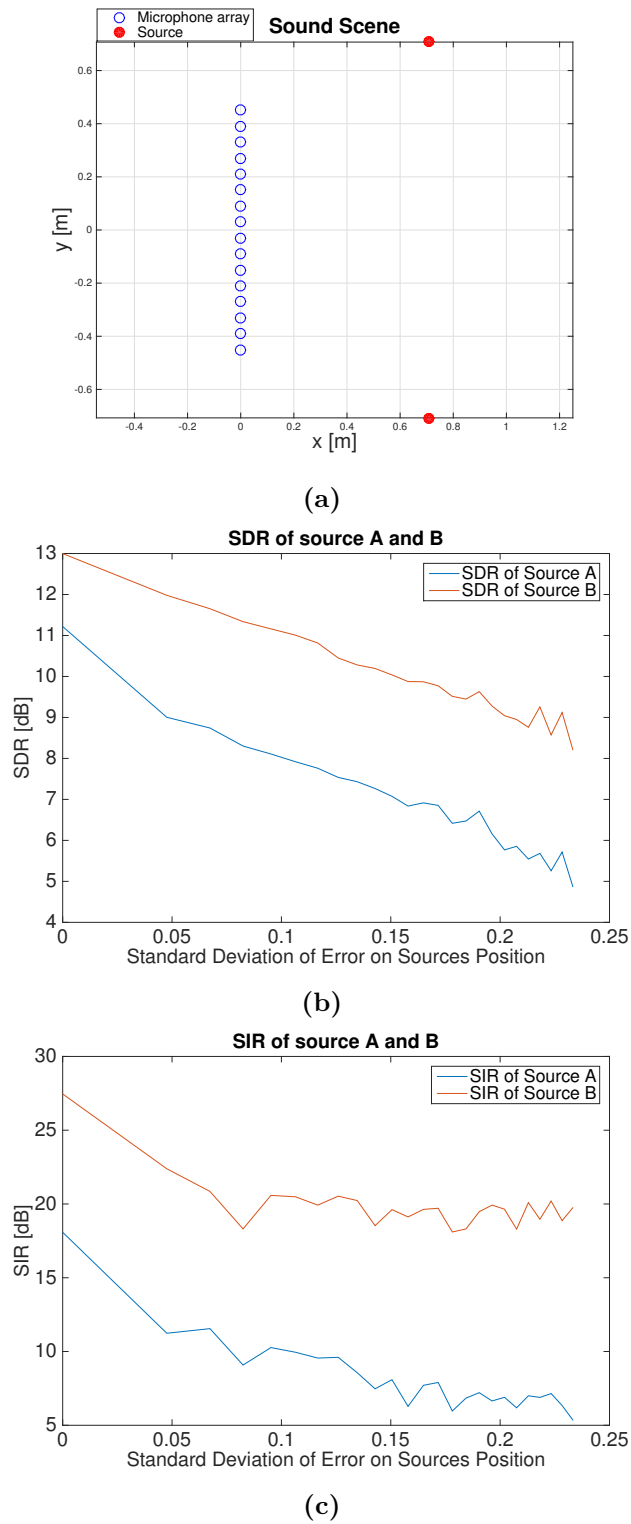 Microphone array
Source
Sound Scene
0.6
0.4
0.2
0
-0.2
-0.4
-0.6
y [m]
-0.4 -0.2 0 0.2 0.4 0.6 0.8 1 1.2
x [m]
(a)
SDR of source A and B
SDR of Source A
SDR of Source B
13
12
11
10
9
8
7
6
5
4
SDR [dB]
0 0.05 0.1 0.15 0.2 0.25
Standard Deviation of Error on Sources Position
(b)
SIR of source A and B
SIR of Source A
SIR of Source B
30
25
20
15
10
5
SIR [dB]
0 0.05 0.1 0.15 0.2 0.25
Standard Deviation of Error on Sources Position
(c)